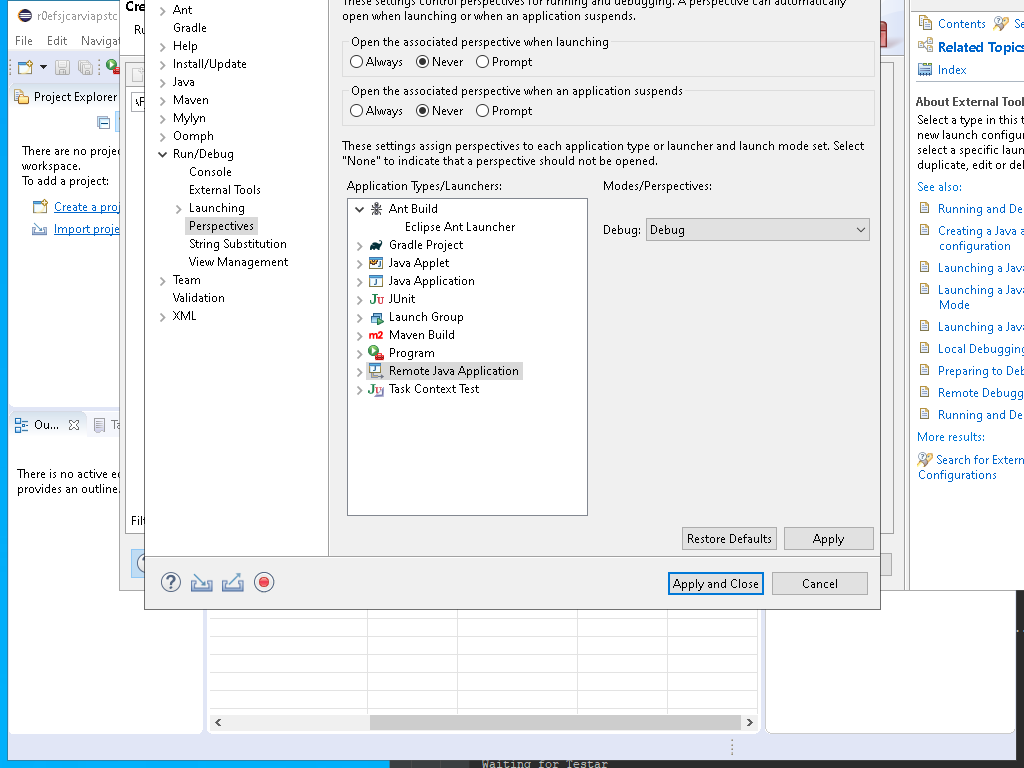 r0efsjcarviapstc
File Edit Navigat
Project Explorer
There are no proje
workspace.
To add a project:
Create a proj
Import proje
Ou...
Ta
There is no active ed
provides an outline.
Cre
Ru
Filt
Ant
Gradle
Help
Install/Update
Java
Maven
Mylyn
Oomph
Run/Debug
Console
External Tools
Launching
Perspectives
String Substitution
View Management
Team
Validation
XML
These settings control perspectives for running and debugging. A perspective can automatically
open when launching or when an application suspends.
Open the associated perspective when launching
Always Never Prompt
Open the associated perspective when an application suspends
Always Never Prompt
These settings assign perspectives to each application type or launcher and launch mode set. Select
"None" to indicate that a perspective should not be opened.
Application Types/Launchers:
Modes/Perspectives:
Ant Build
Eclipse Ant Launcher
Gradle Project
Java Applet
Java Application
JUnit
Launch Group
Maven Build
Program
Remote Java Application
Task Context Test
Debug: Debug
Restore Defaults
Apply
Apply and Close
Cancel
Contents Se
Related Topics
Index
About External Tool
Select a type in this t
new launch configur
select a specific laun
duplicate, edit or del
See also:
Running and De
Creating a Java a
configuration
Launching a Java
Launching a Java
Mode
Launching a Java
Local Debugging
Preparing to Deb
Remote Debugg
Running and De
More results:
Search for Extern
Configurations
Waiting for Testar